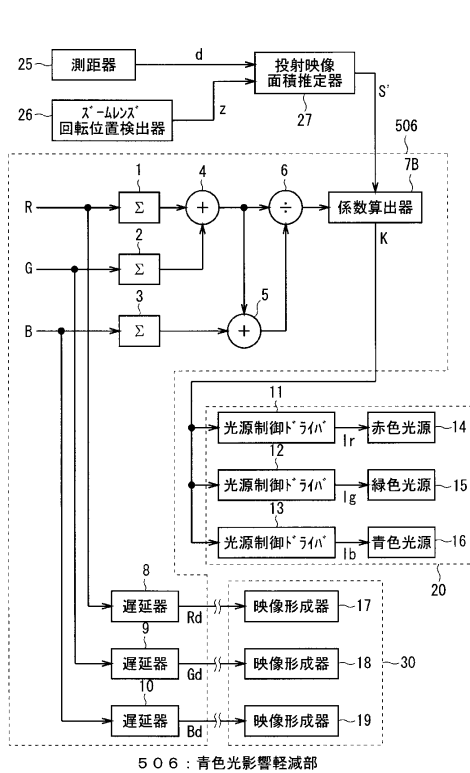 25
測距器
d
投射映像
面積推定器
27
26
ｽﾞｰﾑﾚﾝｽﾞ
回転位置検出器
z
S'
506
7B
R
1
Σ
4
+
6
÷
係数算出器
K
G
2
Σ
B
3
Σ
+
5
11
光源制御ﾄﾞﾗｲﾊﾞ
Ir
赤色光源
14
12
光源制御ﾄﾞﾗｲﾊﾞ
Ig
緑色光源
15
13
光源制御ﾄﾞﾗｲﾊﾞ
Ib
青色光源
16
20
8
遅延器
Rd
映像形成器
17
9
遅延器
Gd
映像形成器
18
30
10
遅延器
Bd
映像形成器
19
５０６：青色光影響軽減部